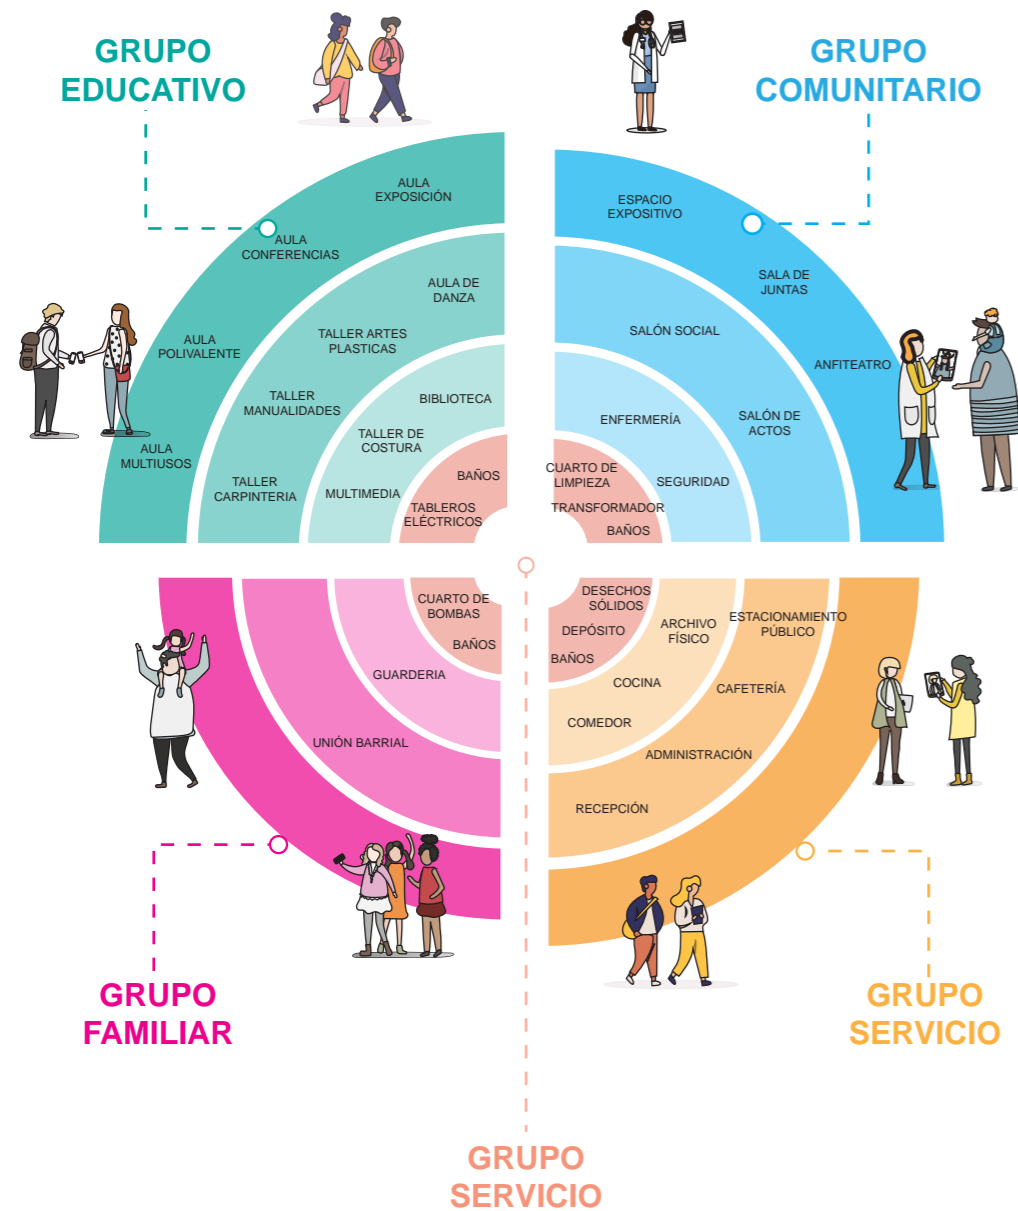 GRUPO
EDUCATIVO
GRUPO
COMUNITARIO
AULA
EXPOSICIÓN
AULA
CONFERENCIAS
AULA
POLIVALENTE
AULA
MULTIUSOS
AULA DE
DANZA
TALLER ARTES
PLASTICAS
TALLER
MANUALIDADES
TALLER
CARPINTERIA
BIBLIOTECA
TALLER DE
COSTURA
MULTIMEDIA
BAÑOS
TABLEROS
ELÉCTRICOS
ESPACIO
EXPOSITIVO
SALA DE
JUNTAS
ANFITEATRO
SALÓN SOCIAL
SALÓN DE
ACTOS
ENFERMERÍA
SEGURIDAD
CUARTO DE
LIMPIEZA
TRANSFORMADOR
BAÑOS
CUARTO DE
BOMBAS
BAÑOS
GUARDERIA
UNIÓN BARRIAL
DESECHOS
SÓLIDOS
DEPÓSITO
BAÑOS
ARCHIVO
FÍSICO
COCINA
COMEDOR
ESTACIONAMIENTO
PÚBLICO
CAFETERÍA
ADMINISTRACIÓN
RECEPCIÓN
GRUPO
FAMILIAR
GRUPO
SERVICIO
GRUPO
SERVICIO